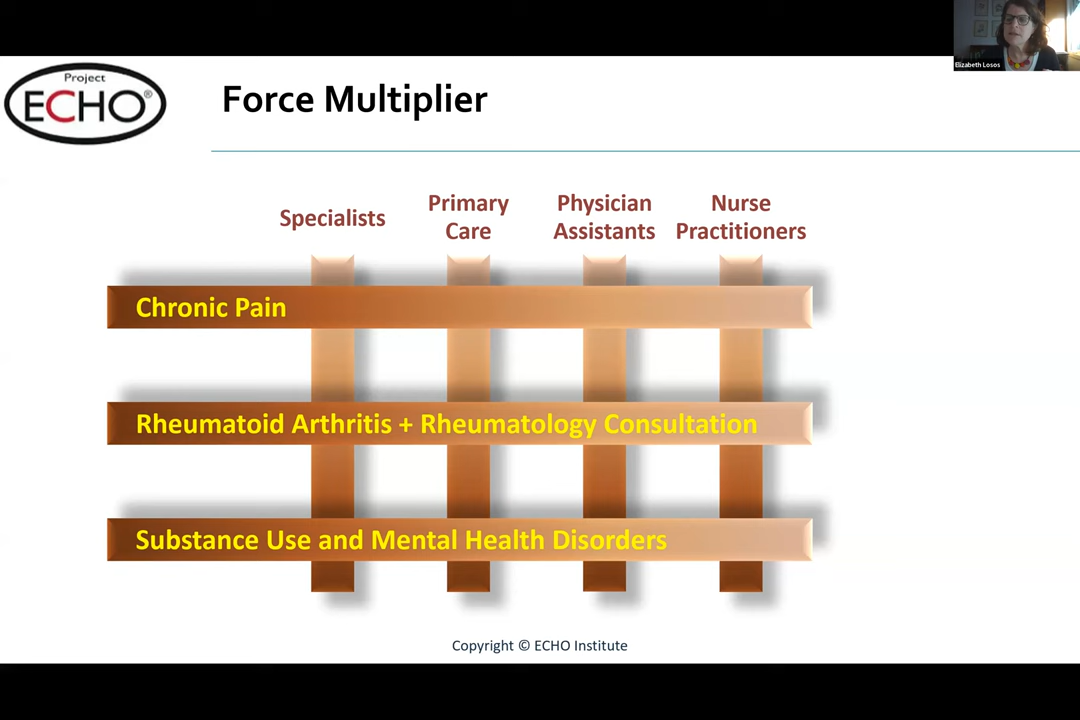 Elizabeth Losos
Project
ECHO®
Force Multiplier
Specialists
Primary
Care
Physician
Assistants
Nurse
Practitioners
Chronic Pain
Rheumatoid Arthritis + Rheumatology Consultation
Substance Use and Mental Health Disorders
Copyright © ECHO Institute